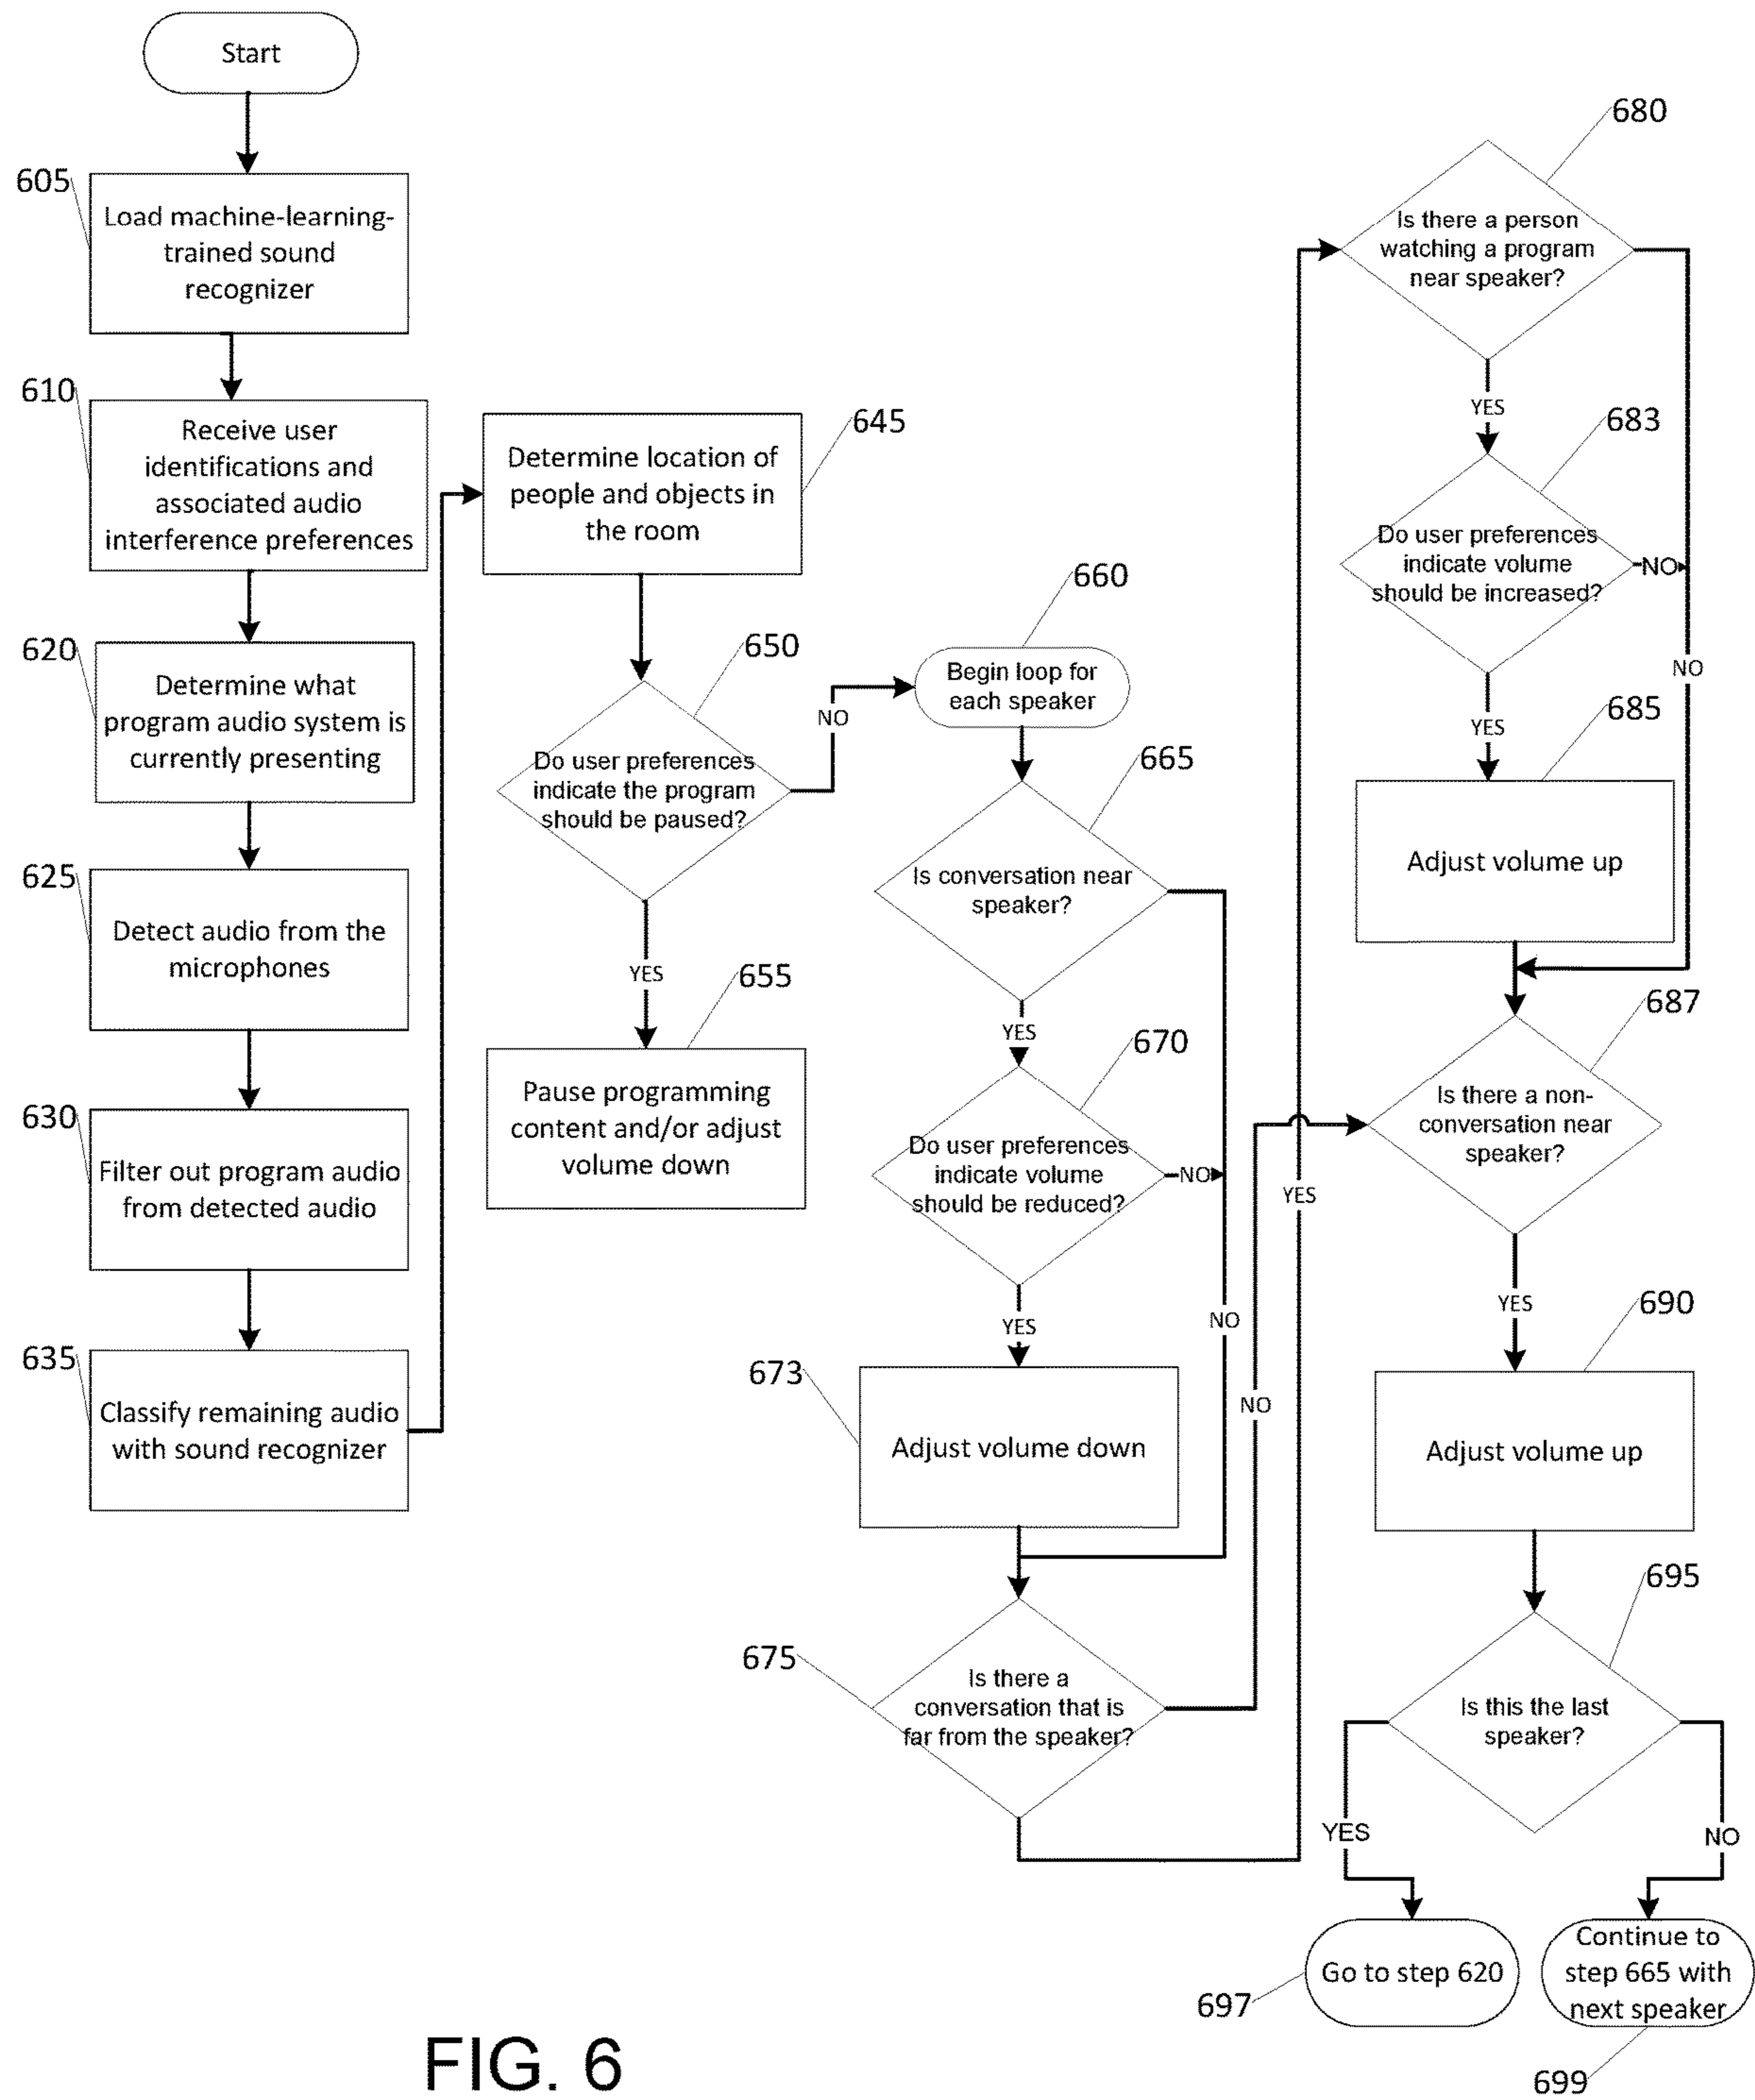 Start
605
Load machine-learning-
trained sound
recognizer
610
Receive user
identifications and
associated audio
interference preferences
620
Determine what
program audio system is
currently presenting
625
Detect audio from the
microphones
630
Filter out program audio
from detected audio
635
Classify remaining audio
with sound recognizer
645
Determine location of
people and objects in
the room
650
Do user preferences
indicate the program
should be paused?
NO
YES
655
Pause programming
content and/or adjust
volume down
660
Begin loop for
each speaker
665
Is conversation near
speaker?
YES
NO
670
Do user preferences
indicate volume
should be reduced?
NO
YES
673
Adjust volume down
675
Is there a
conversation that is
far from the speaker?
NO
YES
680
Is there a person
watching a program
near speaker?
YES
NO
683
Do user preferences
indicate volume
should be increased?
NO
YES
685
Adjust volume up
687
Is there a non-
conversation near
speaker?
YES
690
Adjust volume up
695
Is this the last
speaker?
YES
NO
697
Go to step 620
699
Continue to
step 665 with
next speaker
FIG. 6